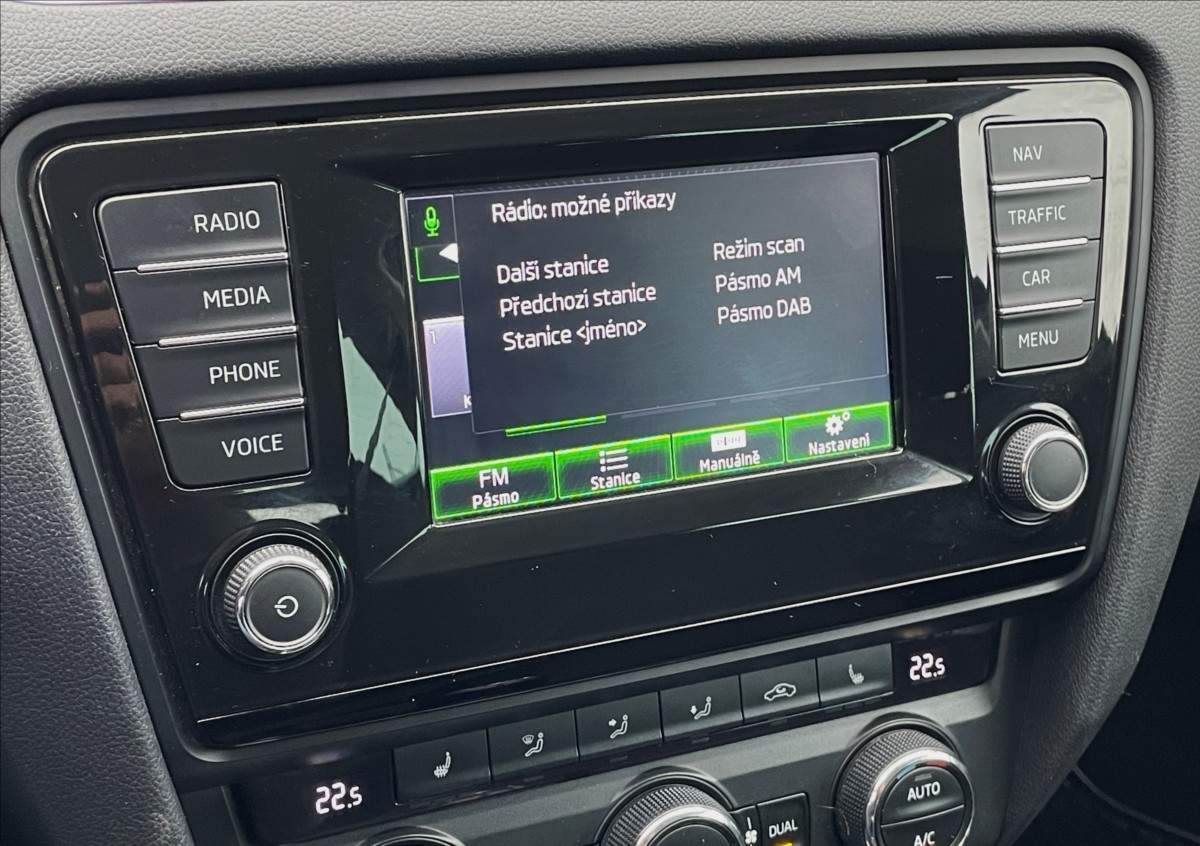 RADIO
MEDIA
PHONE
VOICE
Rádio: možné příkazy
Další stanice
Předchozí stanice
Stanice <jméno>
Režim scan
Pásmo AM
Pásmo DAB
1
K
FM
Pásmo
Stanice
Manuálně
Nastavení
NAV
TRAFFIC
CAR
MENU
22.5
22.5
DUAL
AUTO
A/C